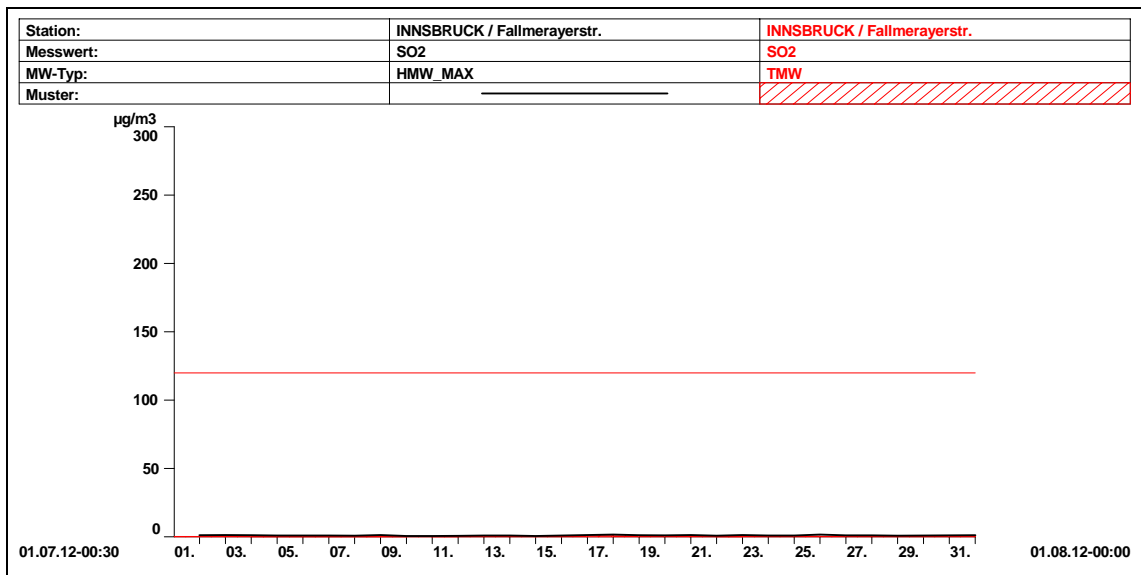 Station: INNSBRUCK / Fallmerayerstr. INNSBRUCK / Fallmerayerstr.
Messwert: SO2 SO2
MW-Typ: HMW_MAX TMW
Muster:
µg/m3
300
250
200
150
100
50
0
01.07.12-00:30 01. 03. 05. 07. 09. 11. 13. 15. 17. 19. 21. 23. 25. 27. 29. 31. 01.08.12-00:00